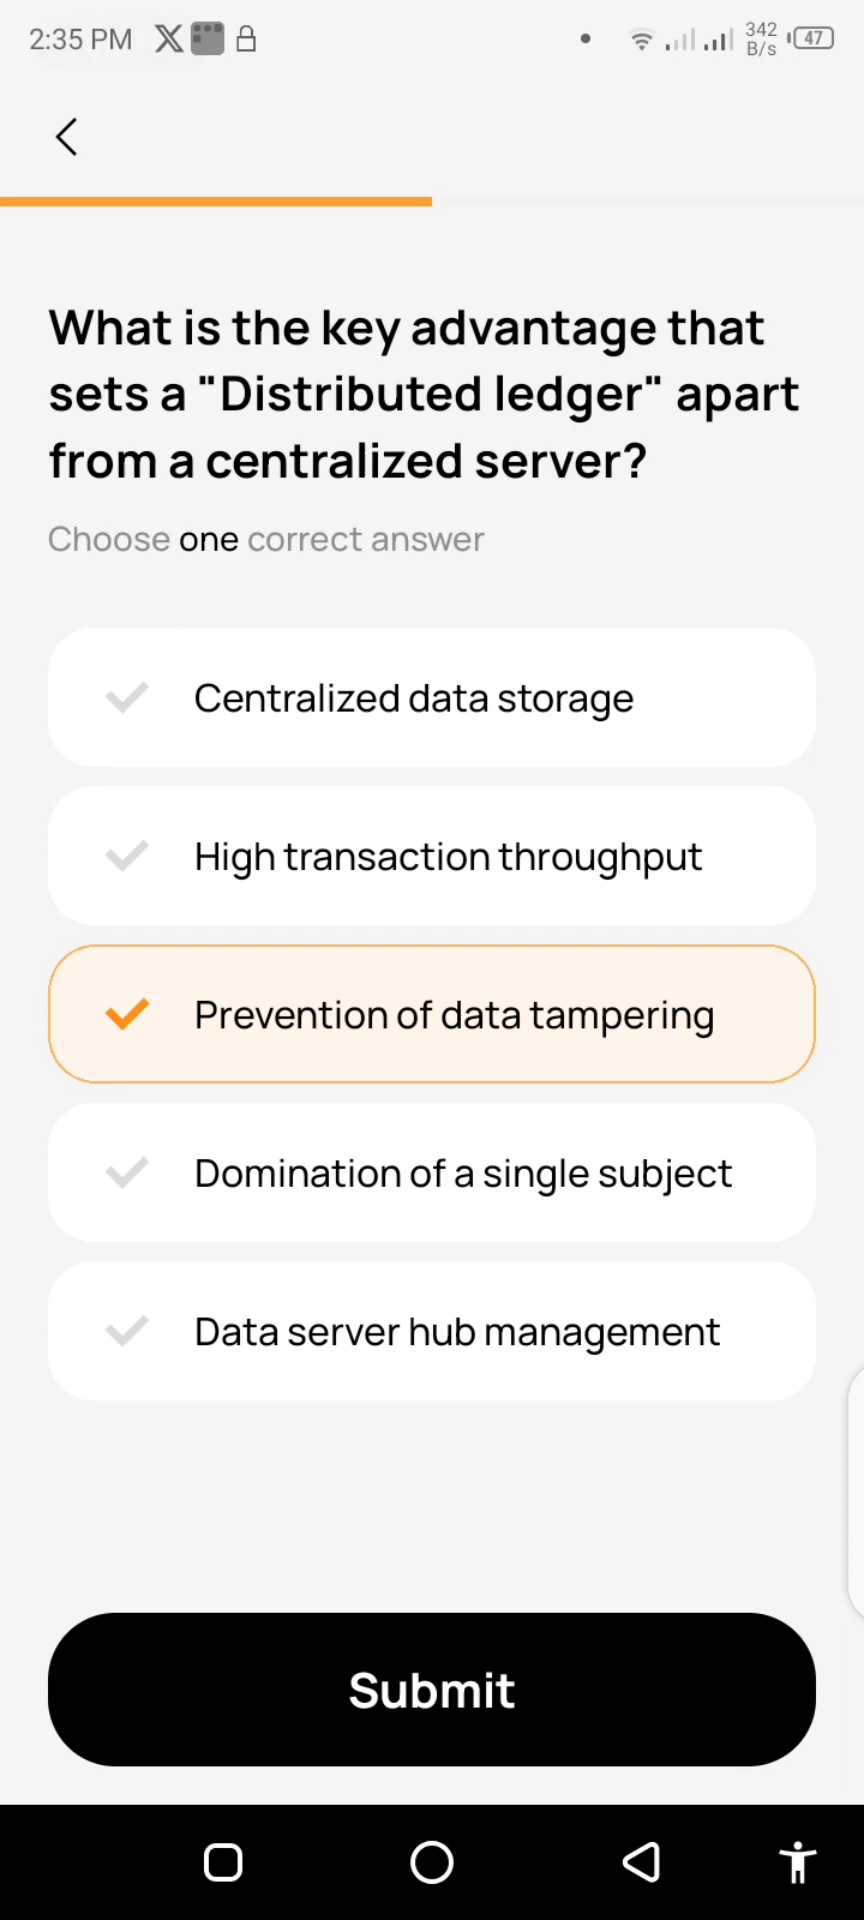 2:35 PM
342
B/s
47
What is the key advantage that
sets a "Distributed ledger" apart
from a centralized server?
Choose one correct answer
Centralized data storage
High transaction throughput
Prevention of data tampering
Domination of a single subject
Data server hub management
Submit